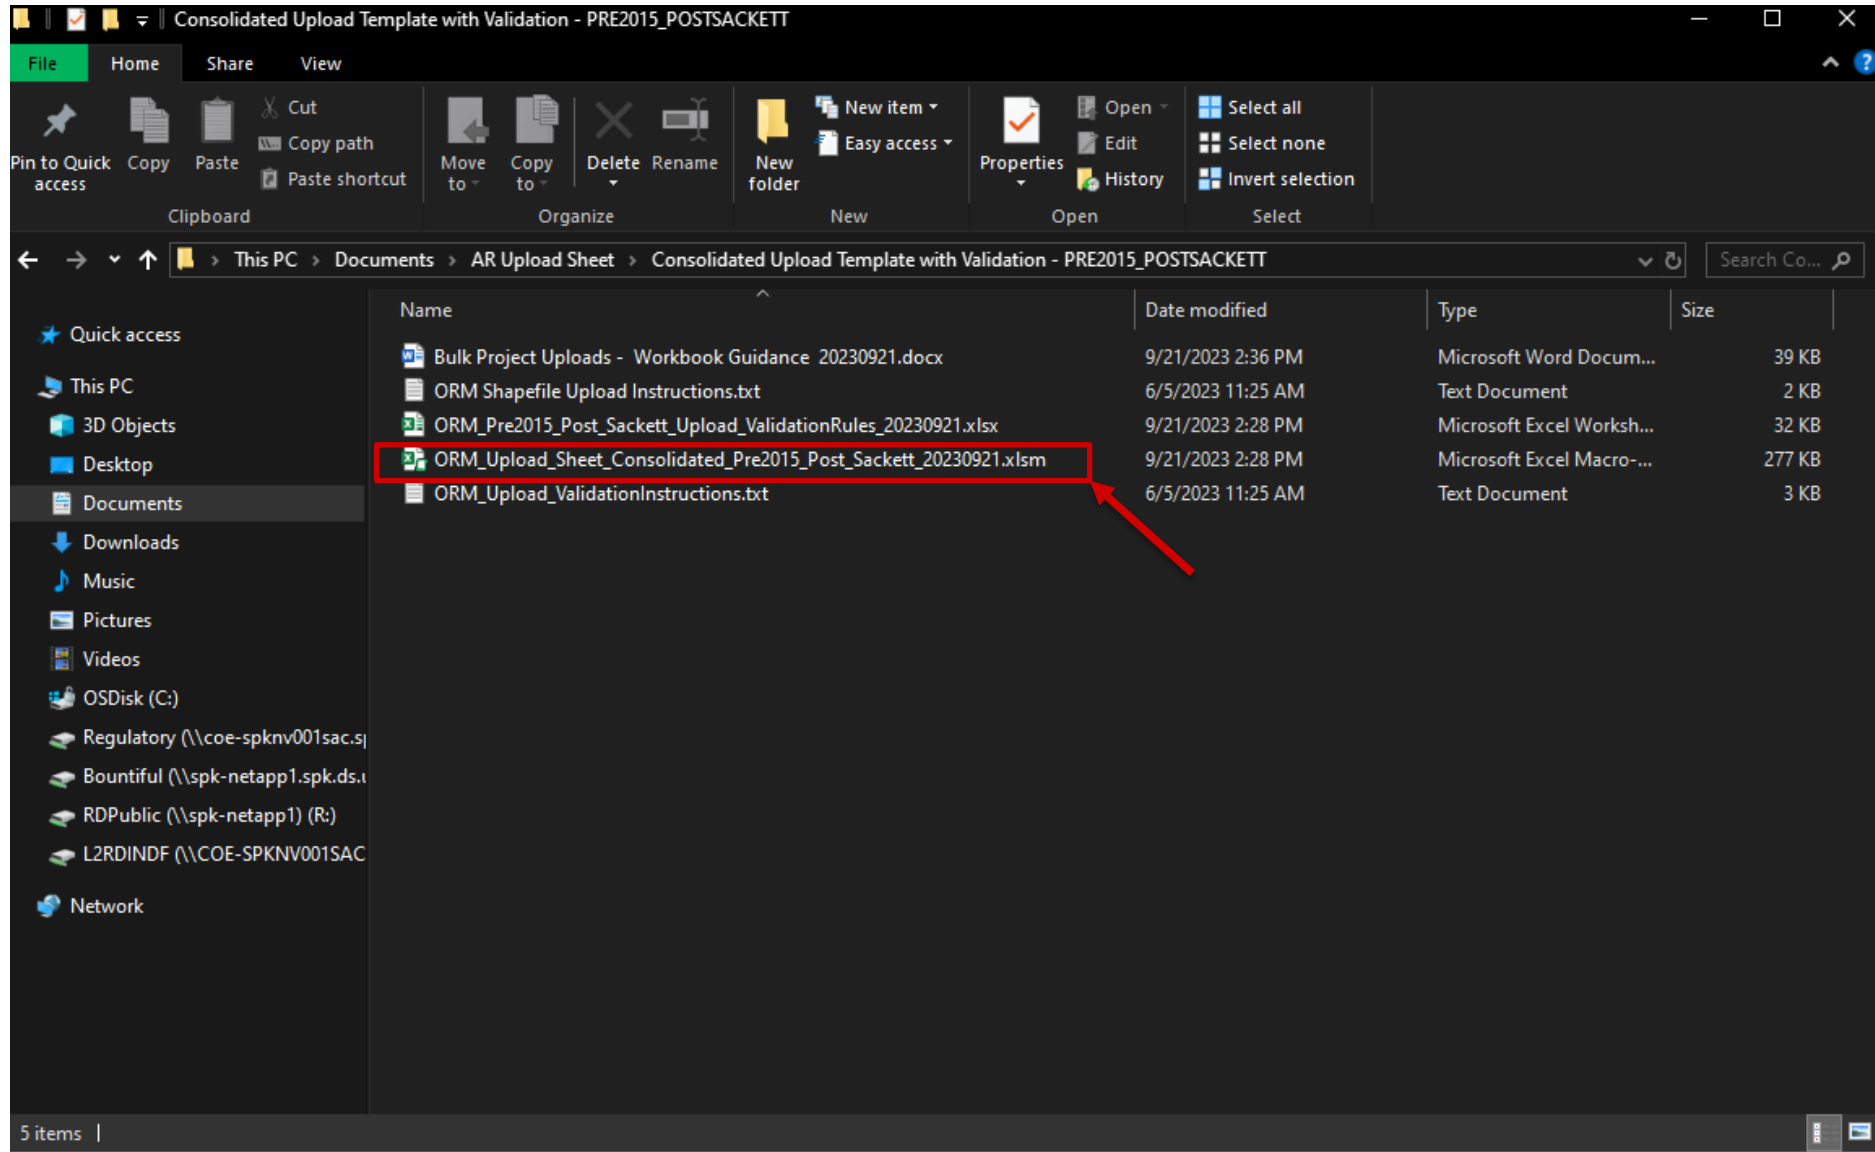 Consolidated Upload Template with Validation - PRE2015_POSTSACKETT
File Home Share View
Pin to Quick access
Copy
Paste
Cut
Copy path
Paste shortcut
Clipboard
Move to
Copy to
Delete
Rename
Organize
New folder
New item
Easy access
New
Properties
Open
Edit
History
Open
Select all
Select none
Invert selection
Select
This PC > Documents > AR Upload Sheet > Consolidated Upload Template with Validation - PRE2015_POSTSACKETT
Search Co...
Quick access
This PC
3D Objects
Desktop
Documents
Downloads
Music
Pictures
Videos
OSDisk (C:)
Regulatory (\\coe-spknv001sac.s
Bountiful (\\spk-netapp1.spk.ds.
RDPublic (\\spk-netapp1) (R:)
L2RDINDF (\\COE-SPKNV001SAC
Network
Name Date modified Type Size
Bulk Project Uploads - Workbook Guidance 20230921.docx 9/21/2023 2:36 PM Microsoft Word Docum... 39 KB
ORM Shapefile Upload Instructions.txt 6/5/2023 11:25 AM Text Document 2 KB
ORM_Pre2015_Post_Sackett_Upload_ValidationRules_20230921.xlsx 9/21/2023 2:28 PM Microsoft Excel Worksh... 32 KB
ORM_Upload_Sheet_Consolidated_Pre2015_Post_Sackett_20230921.xlsm 9/21/2023 2:28 PM Microsoft Excel Macro-... 277 KB
ORM_Upload_ValidationInstructions.txt 6/5/2023 11:25 AM Text Document 3 KB
5 items